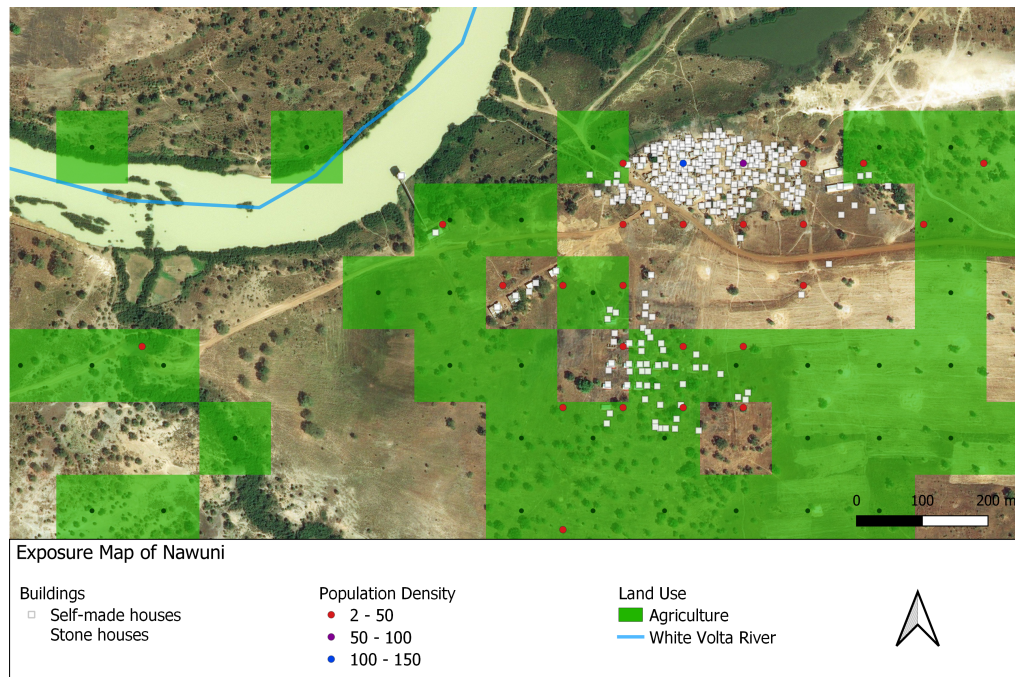 0 100 200 m
Exposure Map of Nawuni
Buildings
Self-made houses
Stone houses
Population Density
2 - 50
50 - 100
100 - 150
Land Use
Agriculture
White Volta River